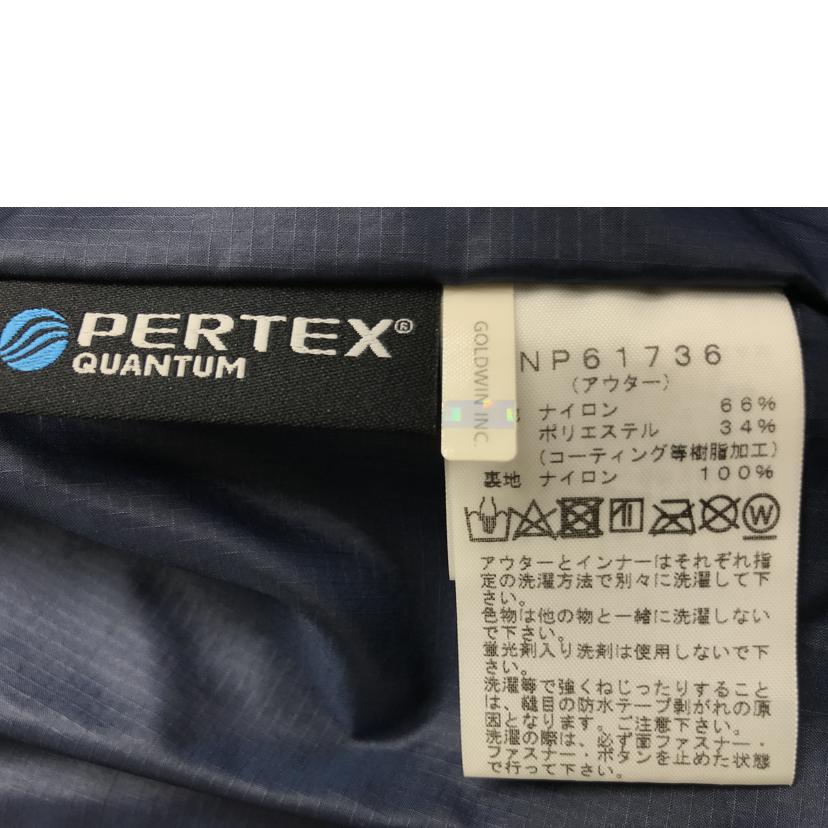 PERTEX®
QUANTUM
GOLDWIN INC.
NP61736
(アウター)
ナイロン 66%
ポリエステル 34%
(コーティング等樹脂加工)
裏地 ナイロン 100%
W
アウターとインナーはそれぞれ指
定の洗濯方法で別々に洗濯して下
さい。
色物は他の物と一緒に洗濯しない
で下さい。
蛍光剤入り洗剤は使用しないで下
さい。
洗濯等で強くねじったりすること
は、縫目の防水テープ剥がれの原
因となります。ご注意下さい。
洗濯の際は、必ず面ファスナー・
ファスナー・ボタンを止めた状態
で行って下さい。